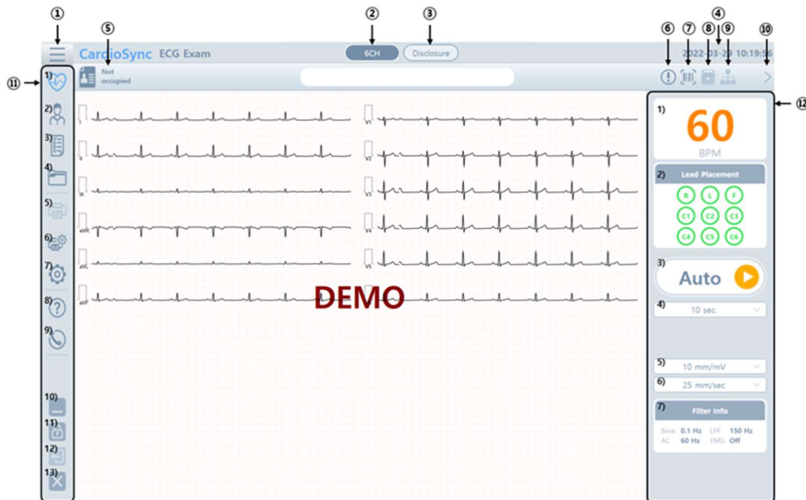 ① ② ③ ④ ⑤ ⑥ ⑦ ⑧ ⑨ ⑩
CardioSync ECG Exam 6CH Disclosure 2022-03-29 10:19:56
⑪ Not occupied
1)
2)
3)
4)
5)
6)
7)
8)
9)
10)
11)
12)
13)
I
II
III
aVR
aVL
aVF
V1
V2
V3
V4
V5
DEMO
⑫
1) 60
BPM
2) Lead Placement
R L F
C1 C2 C3
C4 C5 C6
3) Auto
4) 10 sec.
5) 10 mm/mV
6) 25 mm/sec
7) Filter Info
Base 0.1 Hz LPF 150 Hz
AC 60 Hz EMG Off